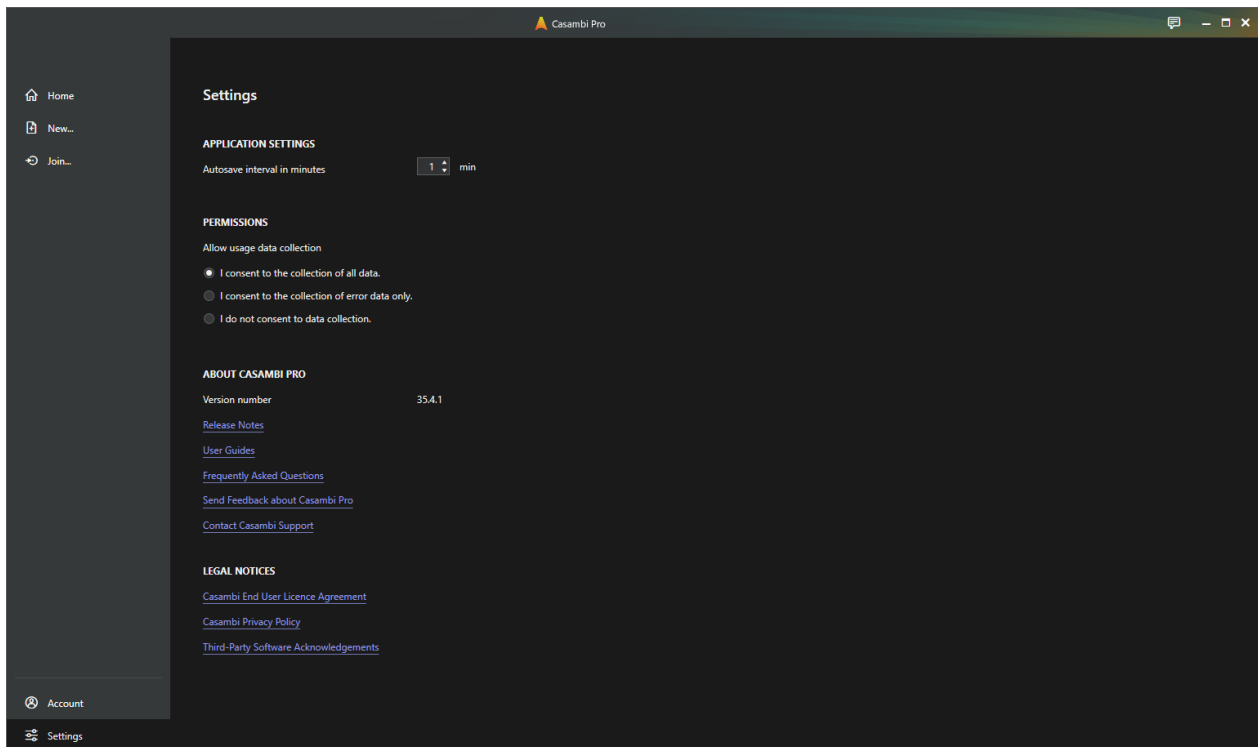 Casambi Pro
Home
New...
Join...
Settings
APPLICATION SETTINGS
Autosave interval in minutes 1 min
PERMISSIONS
Allow usage data collection
I consent to the collection of all data.
I consent to the collection of error data only.
I do not consent to data collection.
ABOUT CASAMBI PRO
Version number 35.4.1
Release Notes
User Guides
Frequently Asked Questions
Send Feedback about Casambi Pro
Contact Casambi Support
LEGAL NOTICES
Casambi End User Licence Agreement
Casambi Privacy Policy
Third-Party Software Acknowledgements
Account
Settings